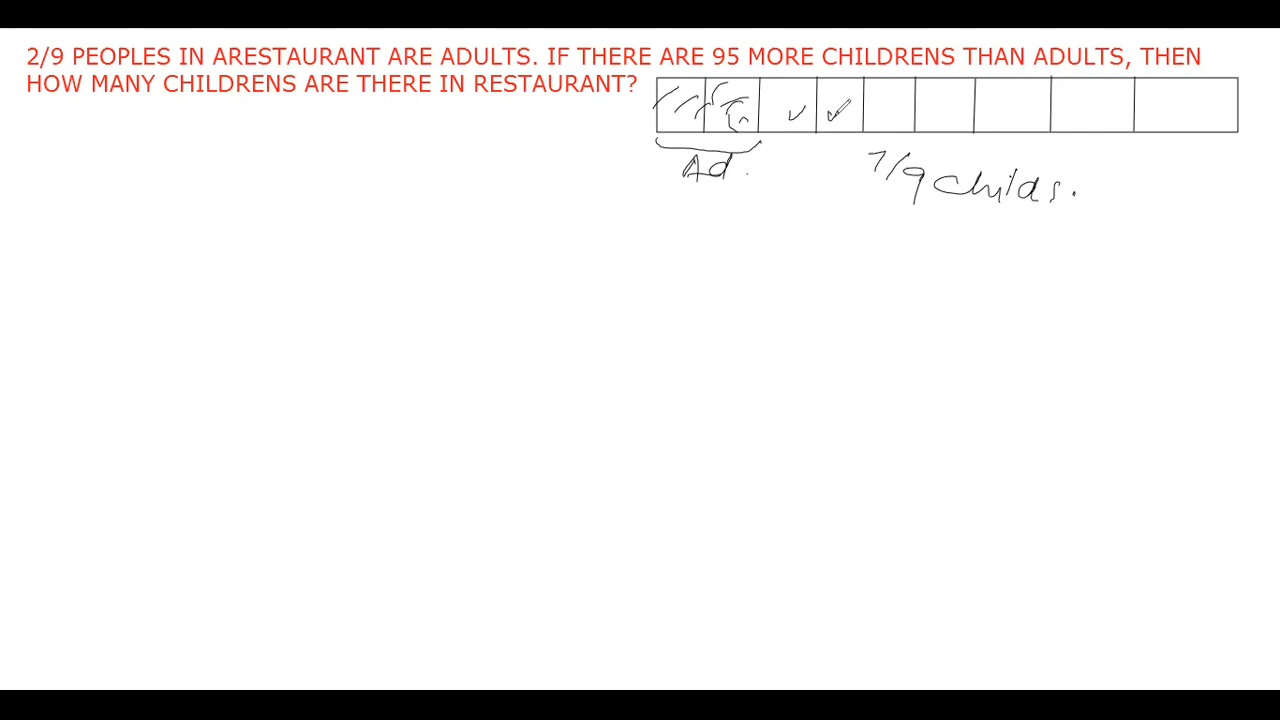 2/9 PEOPLES IN ARESTAURANT ARE ADULTS. IF THERE ARE 95 MORE CHILDRENS THAN ADULTS, THEN
HOW MANY CHILDRENS ARE THERE IN RESTAURANT?
Ad.
7/9 Childs.